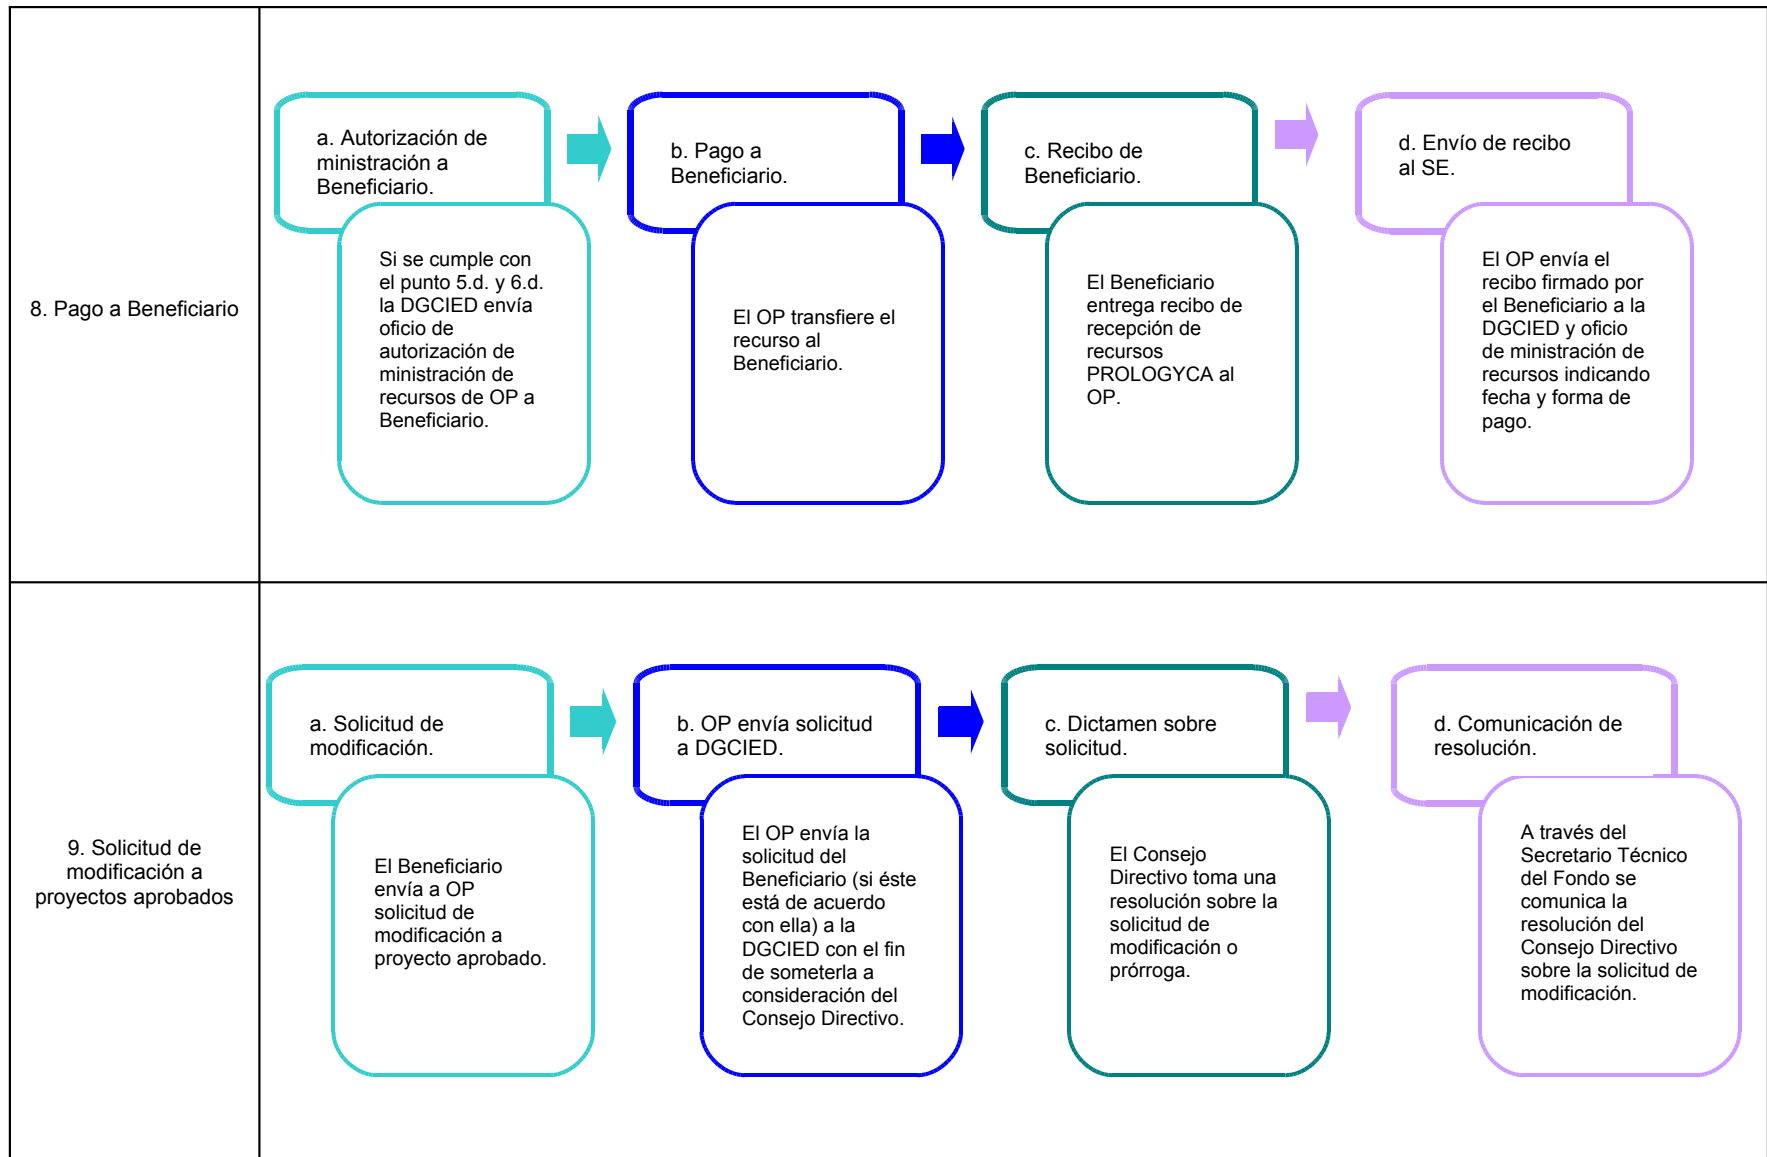 8. Pago a Beneficiario
a. Autorización de
ministración a
Beneficiario.
Si se cumple con
el punto 5.d. y 6.d.
la DGCIED envía
oficio de
autorización de
ministración de
recursos de OP a
Beneficiario.
b. Pago a
Beneficiario.
El OP transfiere el
recurso al
Beneficiario.
c. Recibo de
Beneficiario.
El Beneficiario
entrega recibo de
recepción de
recursos
PROLOGYCA al
OP.
d. Envío de recibo
al SE.
El OP envía el
recibo firmado por
el Beneficiario a la
DGCIED y oficio
de ministración de
recursos indicando
fecha y forma de
pago.
9. Solicitud de
modificación a
proyectos aprobados
a. Solicitud de
modificación.
El Beneficiario
envía a OP
solicitud de
modificación a
proyecto aprobado.
b. OP envía solicitud
a DGCIED.
El OP envía la
solicitud del
Beneficiario (si éste
está de acuerdo
con ella) a la
DGCIED con el fin
de someterla a
consideración del
Consejo Directivo.
c. Dictamen sobre
solicitud.
El Consejo
Directivo toma una
resolución sobre la
solicitud de
modificación o
prórroga.
d. Comunicación de
resolución.
A través del
Secretario Técnico
del Fondo se
comunica la
resolución del
Consejo Directivo
sobre la solicitud de
modificación.